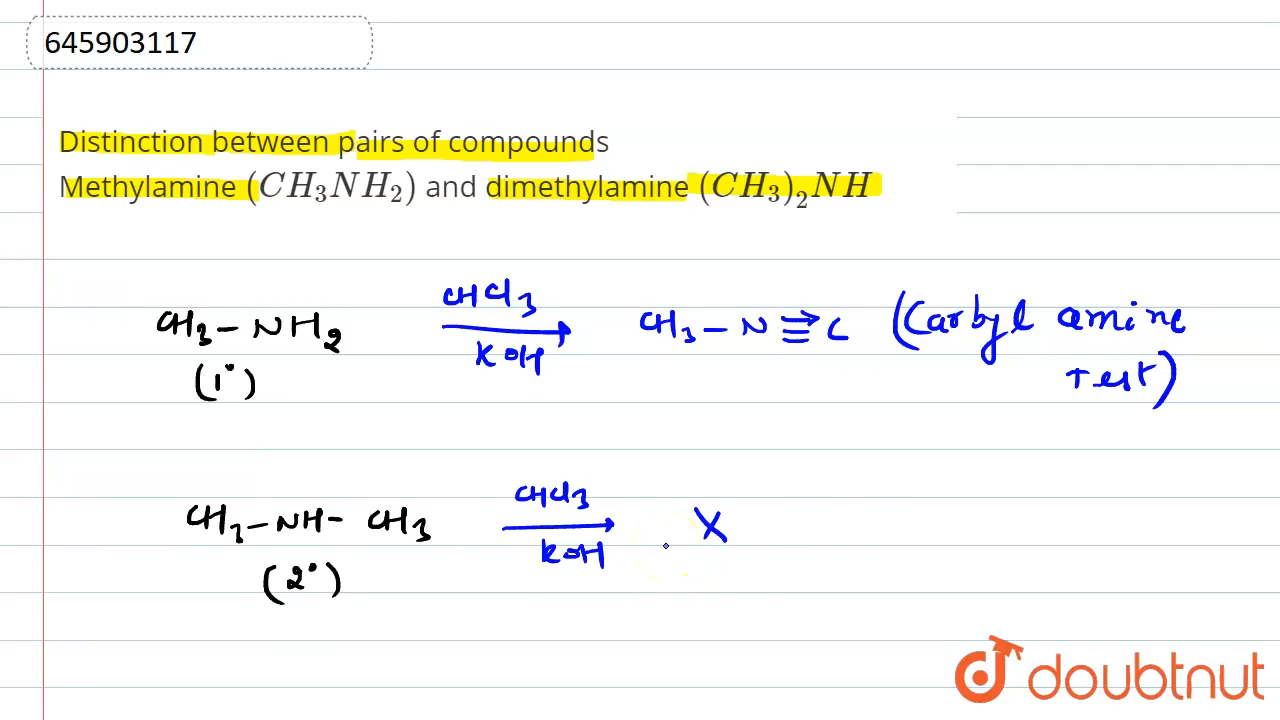 645903117
Distinction between pairs of compounds
Methylamine (CH₃NH₂) and dimethylamine (CH₃)₂NH
CH₃-NH₂ CHCl₃ KOH CH₃-N≡C (Carbyl amine
(1°) test)
CH₃-NH-CH₃ CHCl₃ KOH X
(2°)
doubtnut